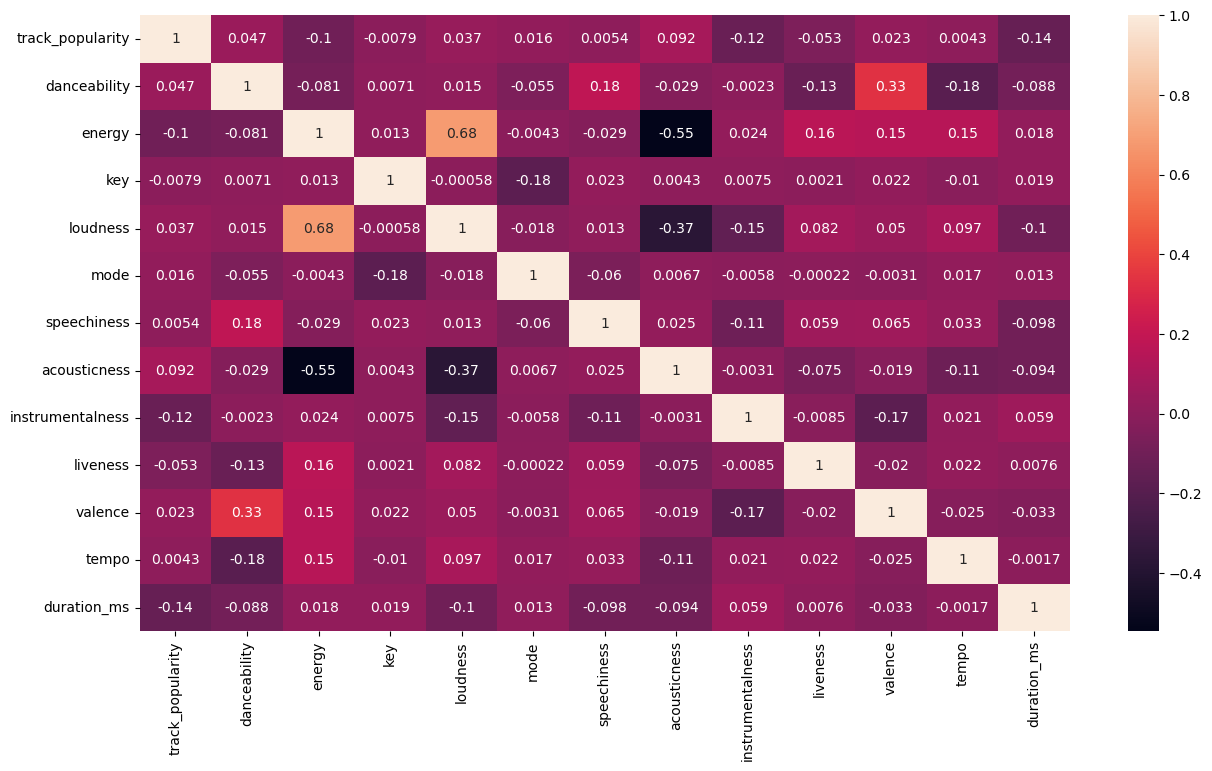 track_popularity 1 0.047 -0.1 -0.0079 0.037 0.016 0.0054 0.092 -0.12 -0.053 0.023 0.0043 -0.14
danceability 0.047 1 -0.081 0.0071 0.015 -0.055 0.18 -0.029 -0.0023 -0.13 0.33 -0.18 -0.088
energy -0.1 -0.081 1 0.013 0.68 -0.0043 -0.029 -0.55 0.024 0.16 0.15 0.15 0.018
key -0.0079 0.0071 0.013 1 -0.00058 -0.18 0.023 0.0043 0.0075 0.0021 0.022 -0.01 0.019
loudness 0.037 0.015 0.68 -0.00058 1 -0.018 0.013 -0.37 -0.15 0.082 0.05 0.097 -0.1
mode 0.016 -0.055 -0.0043 -0.18 -0.018 1 -0.06 0.0067 -0.0058 -0.00022 -0.0031 0.017 0.013
speechiness 0.0054 0.18 -0.029 0.023 0.013 -0.06 1 0.025 -0.11 0.059 0.065 0.033 -0.098
acousticness 0.092 -0.029 -0.55 0.0043 -0.37 0.0067 0.025 1 -0.0031 -0.075 -0.019 -0.11 -0.094
instrumentalness -0.12 -0.0023 0.024 0.0075 -0.15 -0.0058 -0.11 -0.0031 1 -0.0085 -0.17 0.021 0.059
liveness -0.053 -0.13 0.16 0.0021 0.082 -0.00022 0.059 -0.075 -0.0085 1 -0.02 0.022 0.0076
valence 0.023 0.33 0.15 0.022 0.05 -0.0031 0.065 -0.019 -0.17 -0.02 1 -0.025 -0.033
tempo 0.0043 -0.18 0.15 -0.01 0.097 0.017 0.033 -0.11 0.021 0.022 -0.025 1 -0.0017
duration_ms -0.14 -0.088 0.018 0.019 -0.1 0.013 -0.098 -0.094 0.059 0.0076 -0.033 -0.0017 1
track_popularity danceability energy key loudness mode speechiness acousticness instrumentalness liveness valence tempo duration_ms
1.0
0.8
0.6
0.4
0.2
0.0
−0.2
−0.4